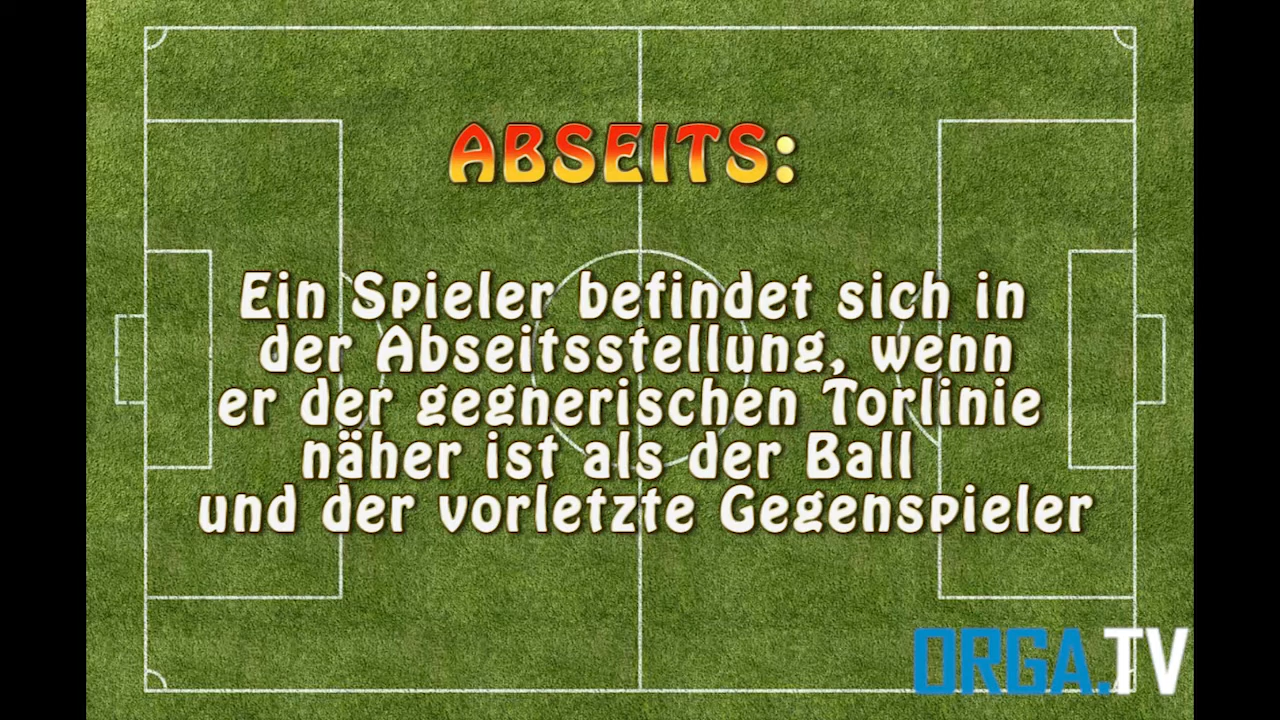 ABSEITS:
Ein Spieler befindet sich in
der Abseitsstellung, wenn
er der gegnerischen Torlinie
näher ist als der Ball
und der vorletzte Gegenspieler
ORGA.TV